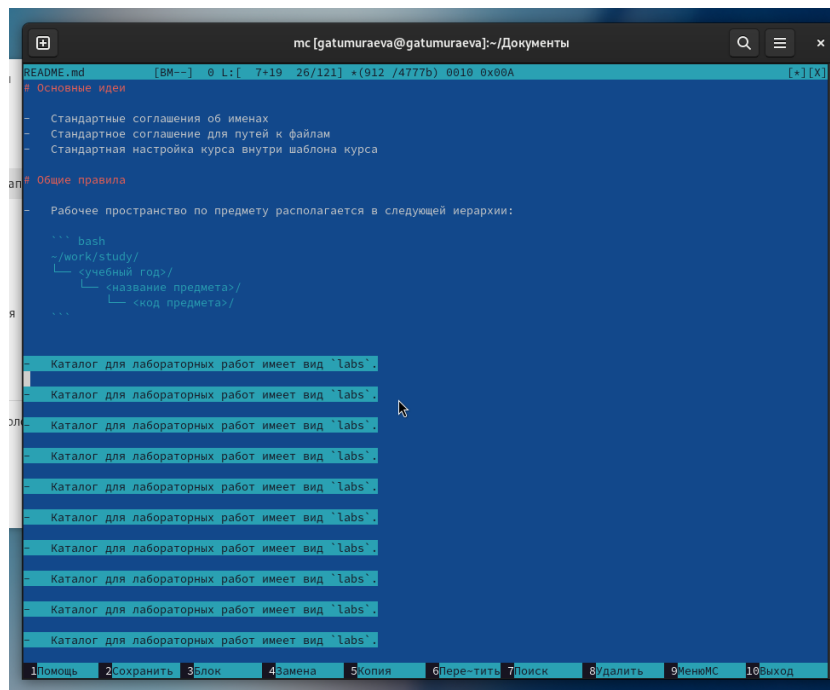 mc [gatumuraeva@gatumuraeva]:~/Документы
README.md [BM--] 0 L:[ 7+19 26/121] *(912 /4777b) 0010 0x00A [*][X]
# Основные идеи
- Стандартные соглашения об именах
- Стандартное соглашение для путей к файлам
- Стандартная настройка курса внутри шаблона курса
# Общие правила
- Рабочее пространство по предмету располагается в следующей иерархии:
``` bash
~/work/study/
└── <учебный год>/
└── <название предмета>/
└── <код предмета>/
```
- Каталог для лабораторных работ имеет вид `labs`.
- Каталог для лабораторных работ имеет вид `labs`.
- Каталог для лабораторных работ имеет вид `labs`.
- Каталог для лабораторных работ имеет вид `labs`.
- Каталог для лабораторных работ имеет вид `labs`.
- Каталог для лабораторных работ имеет вид `labs`.
- Каталог для лабораторных работ имеет вид `labs`.
- Каталог для лабораторных работ имеет вид `labs`.
- Каталог для лабораторных работ имеет вид `labs`.
- Каталог для лабораторных работ имеет вид `labs`.
1Помощь 2Сохранить 3Блок 4Замена 5Копия 6Пере~тить 7Поиск 8Удалить 9МенюMC 10Выход